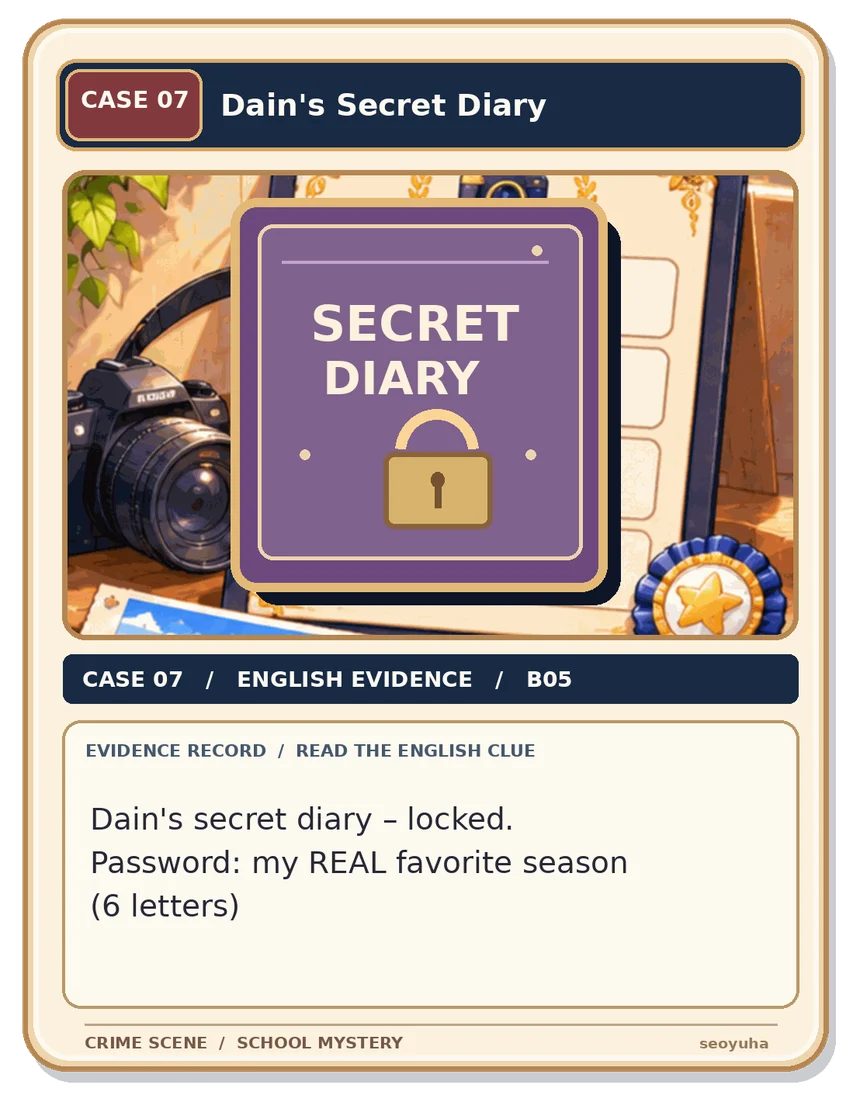 CASE 07
Dain's Secret Diary
SECRET
DIARY
CASE 07 / ENGLISH EVIDENCE / B05
EVIDENCE RECORD / READ THE ENGLISH CLUE
Dain's secret diary – locked.
Password: my REAL favorite season
(6 letters)
CRIME SCENE / SCHOOL MYSTERY
seoyuha